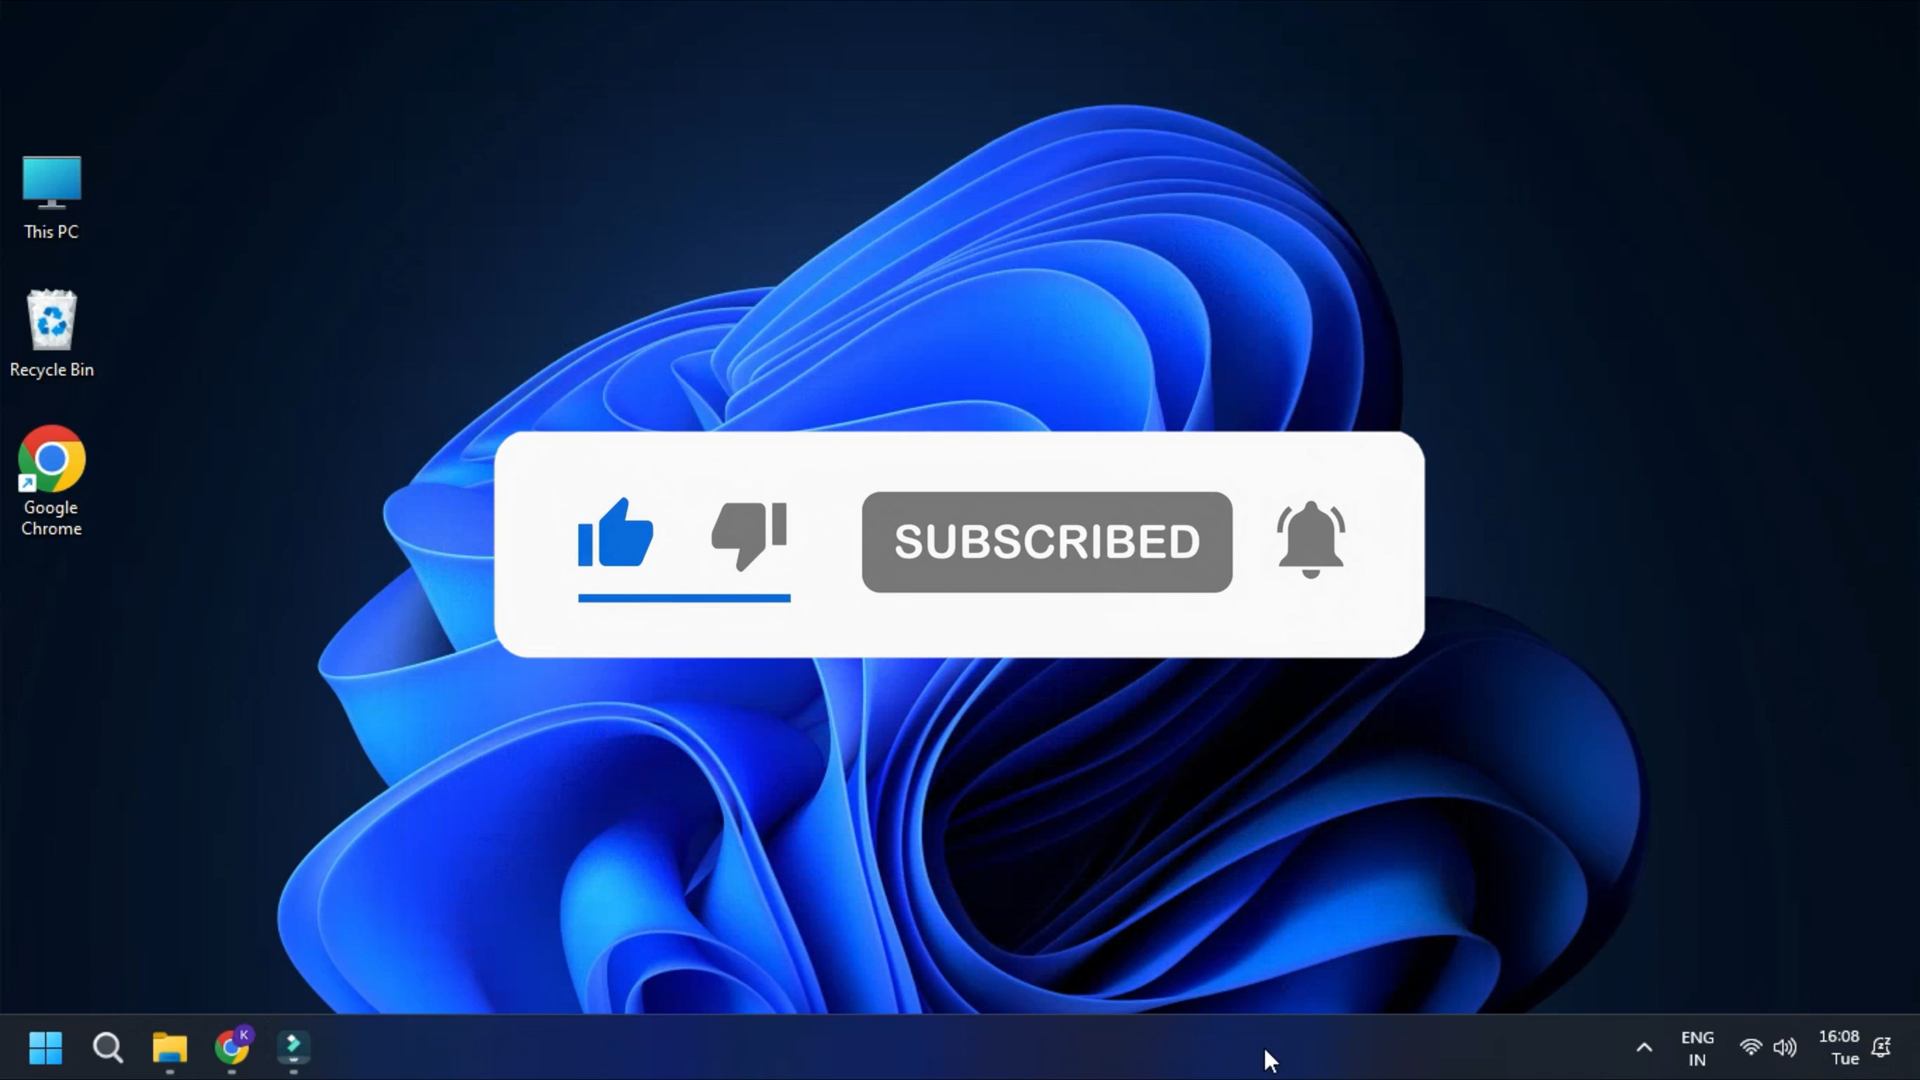 This PC
Recycle Bin
Google
Chrome
SUBSCRIBED
K
ENG
IN
16:08
Tue